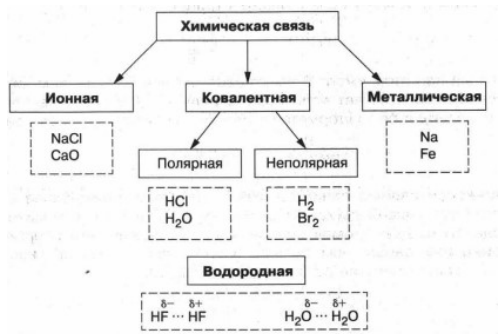 Химическая связь
Ионная
Ковалентная
Металлическая
NaCl
CaO
Na
Fe
Полярная
Неполярная
HCl
H₂O
H₂
Br₂
Водородная
δ− δ+ δ− δ+
HF ··· HF H₂O ··· H₂O